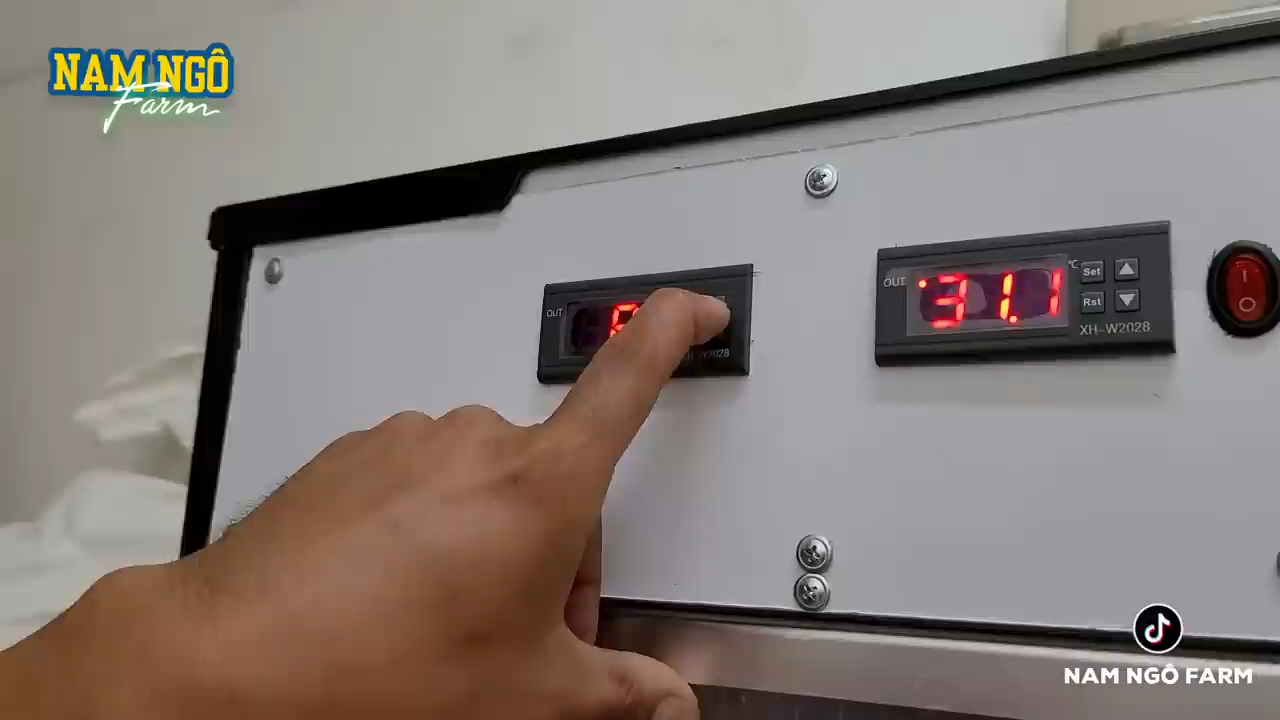 NAM NGÔ
Farm
OUT
OUT
31.1
°C
Set
Rst
XH-W2028
NAM NGÔ FARM